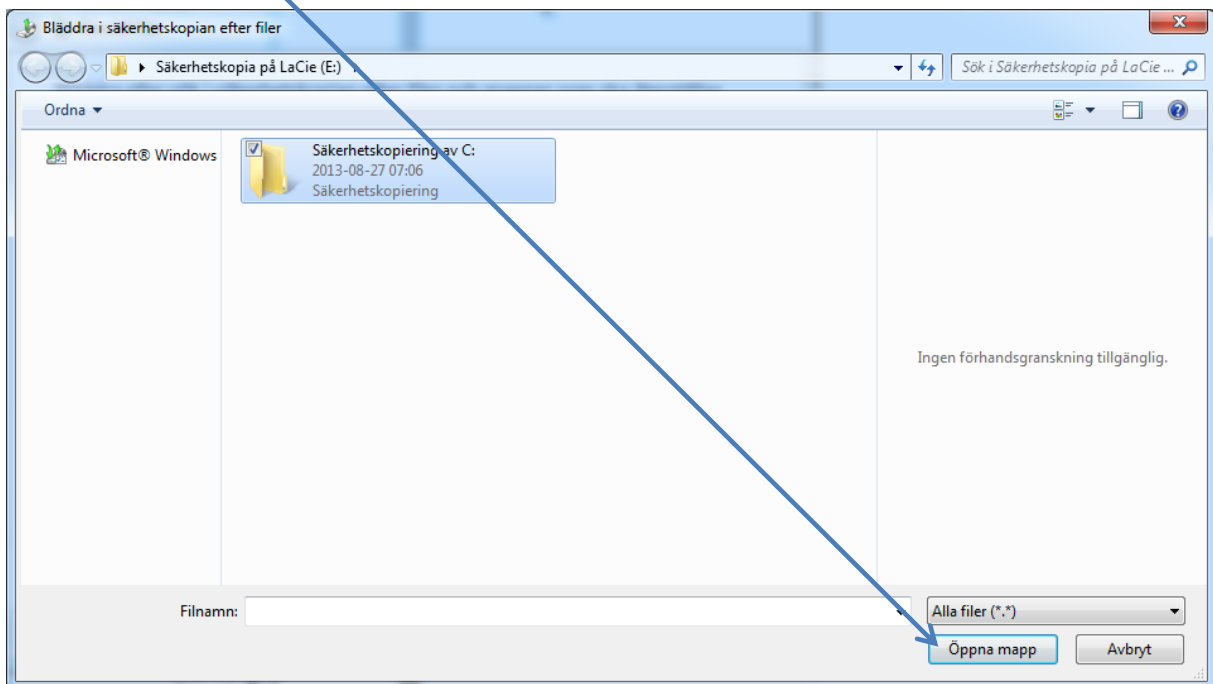 Bläddra i säkerhetskopian efter filer
Säkerhetskopia på LaCie (E:)
Sök i Säkerhetskopia på LaCie ...
Ordna
Microsoft® Windows
Säkerhetskopiering av C:
2013-08-27 07:06
Säkerhetskopiering
Ingen förhandsgranskning tillgänglig.
Filnamn:
Alla filer (*.*)
Öppna mapp
Avbryt